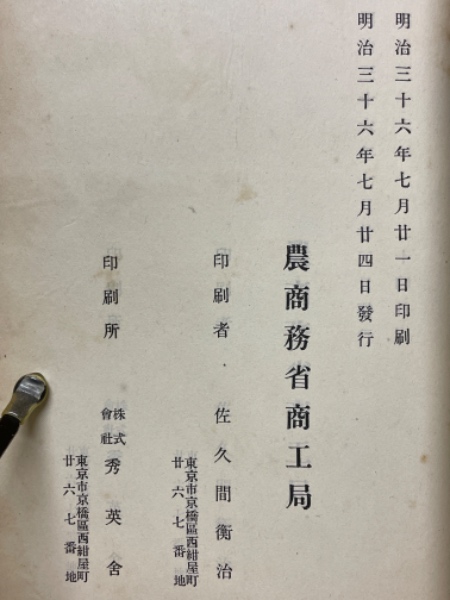 明治三十六年七月廿一日印刷
明治三十六年七月廿四日發行
農商務省商工局
印刷者 佐久間衡治
東京市京橋區西紺屋町
廿六七番地
印刷所 株式會社 秀英舍
東京市京橋區西紺屋町
廿六七番地